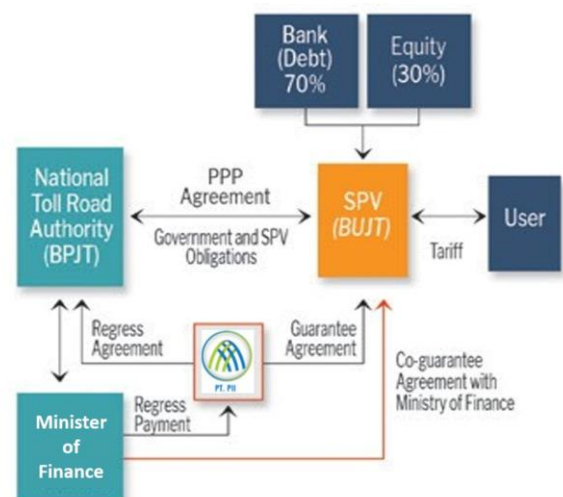 Bank
(Debt)
70%
Equity
(30%)
National
Toll Road
Authority
(BPJT)
PPP
Agreement
Government and SPV
Obligations
SPV
(BUJT)
Tariff
User
Regress
Agreement
PT. PII
Guarantee
Agreement
Co-guarantee
Agreement with
Ministry of Finance
Minister
of
Finance
Regress
Payment